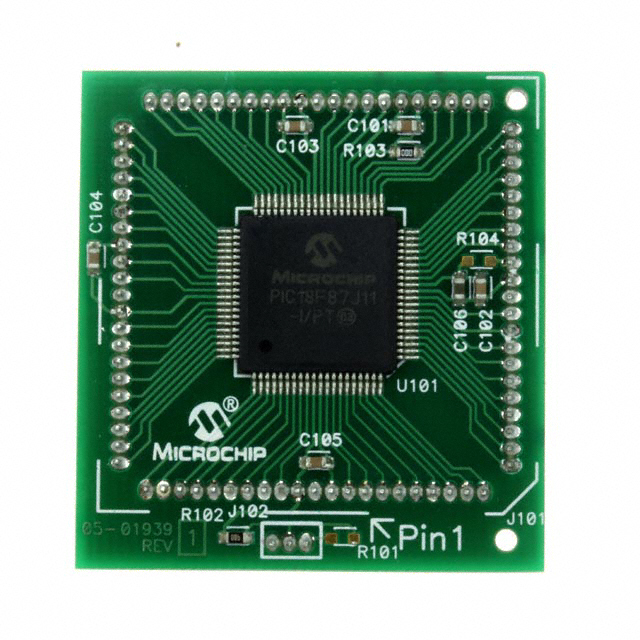 C101
C103
R103
C104
R104
MICROCHIP
PIC18F87J11
-I/PT
C106
C102
U101
®
MICROCHIP
C105
R102
J102
05-01939
REV 1
R101
Pin1
J101